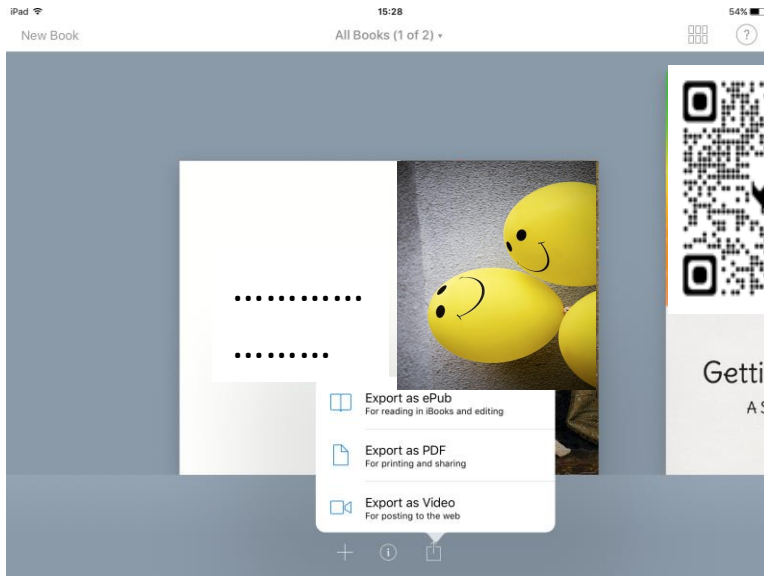 iPad 15:28 54%
New Book All Books (1 of 2) ▾ ?
............
.........
Export as ePub
For reading in iBooks and editing
Export as PDF
For printing and sharing
Export as Video
For posting to the web
Getti
A S